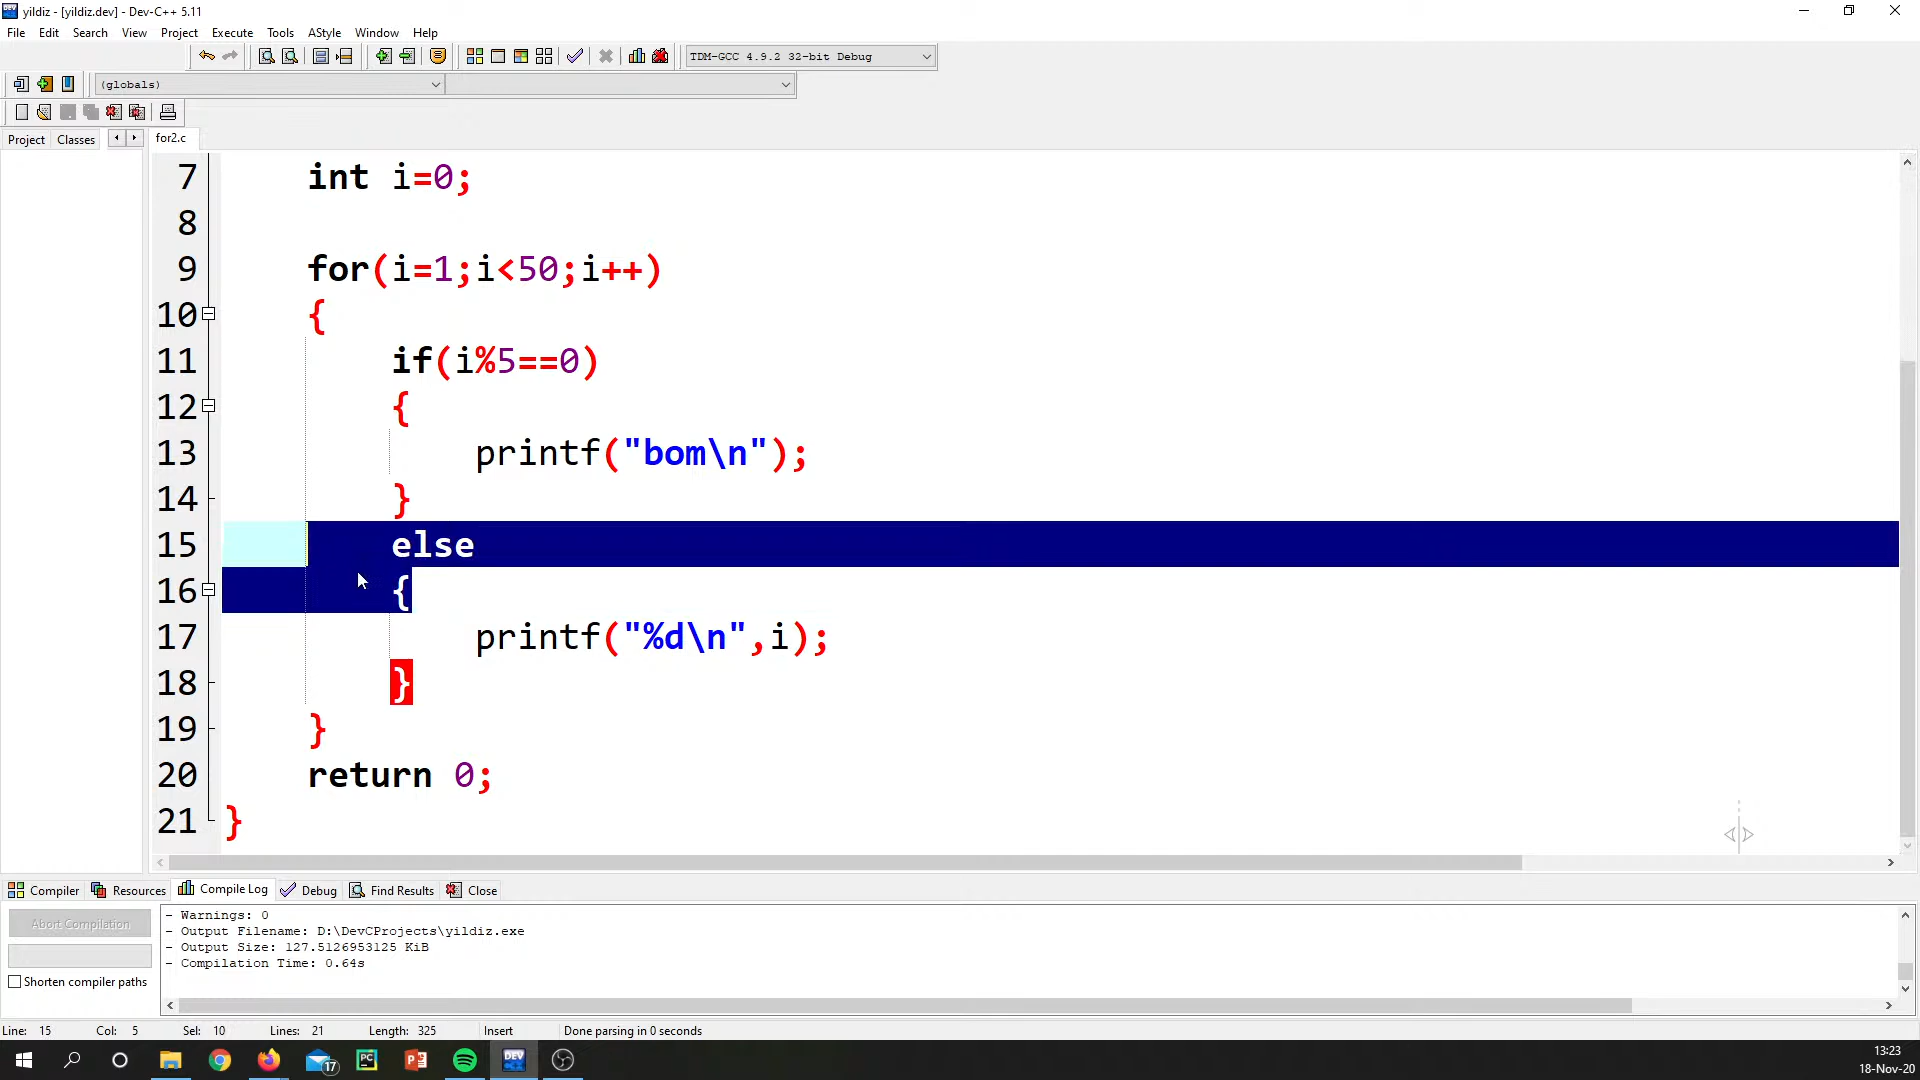 yildiz - [yildiz.dev] - Dev-C++ 5.11
File Edit Search View Project Execute Tools AStyle Window Help
TDM-GCC 4.9.2 32-bit Debug
(globals)
Project Classes for2.c
7 int i=0;
8
9 for(i=1;i<50;i++)
10 {
11 if(i%5==0)
12 {
13 printf("bom\n");
14 }
15 else
16 {
17 printf("%d\n",i);
18 }
19 }
20 return 0;
21 }
Compiler Resources Compile Log Debug Find Results Close
Abort Compilation
Shorten compiler paths
- Warnings: 0
- Output Filename: D:\DevCProjects\yildiz.exe
- Output Size: 127.5126953125 KiB
- Compilation Time: 0.64s
Line: 15 Col: 5 Sel: 10 Lines: 21 Length: 325 Insert Done parsing in 0 seconds
17 PC P DEV
13:23
18-Nov-20